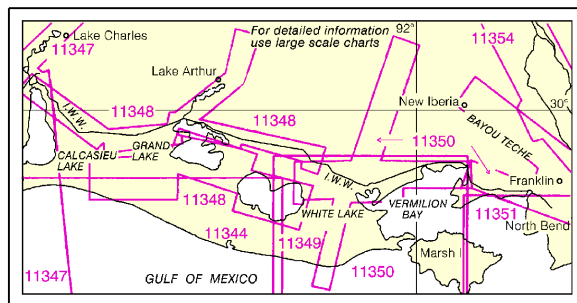 For detailed information
use large scale charts
92°
11354
Lake Charles
11347
Lake Arthur
New Iberia
30°
I.W.W.
11348
11348
11350
BAYOU TECHE
GRAND
LAKE
CALCASIEU
LAKE
I.W.W.
Franklin
11348
WHITE LAKE
VERMILION
BAY
11351
11344
11349
North Bend
11347
GULF OF MEXICO
11350
Marsh I